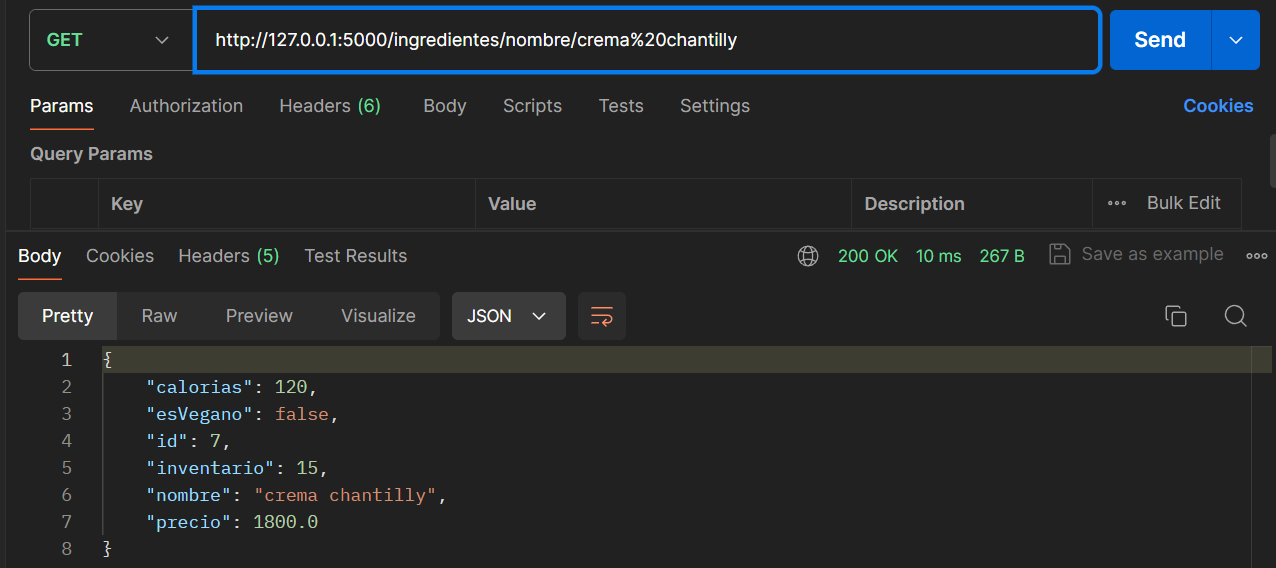 GET http://127.0.0.1:5000/ingredientes/nombre/crema%20chantilly Send
Params Authorization Headers (6) Body Scripts Tests Settings Cookies
Query Params
Key Value Description Bulk Edit
Body Cookies Headers (5) Test Results 200 OK 10 ms 267 B Save as example
Pretty Raw Preview Visualize JSON
1 {
2 "calorias": 120,
3 "esVegano": false,
4 "id": 7,
5 "inventario": 15,
6 "nombre": "crema chantilly",
7 "precio": 1800.0
8 }